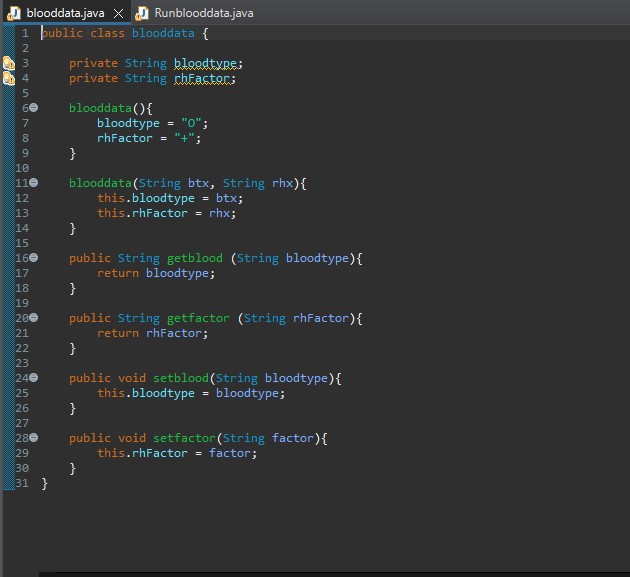 blooddata.java Runblooddata.java
1 public class blooddata {
2
3 private String bloodtype;
4 private String rhFactor;
5
6 blooddata(){
7 bloodtype = "O";
8 rhFactor = "+";
9 }
10
11 blooddata(String btx, String rhx){
12 this.bloodtype = btx;
13 this.rhFactor = rhx;
14 }
15
16 public String getblood (String bloodtype){
17 return bloodtype;
18 }
19
20 public String getfactor (String rhFactor){
21 return rhFactor;
22 }
23
24 public void setblood(String bloodtype){
25 this.bloodtype = bloodtype;
26 }
27
28 public void setfactor(String factor){
29 this.rhFactor = factor;
30 }
31 }